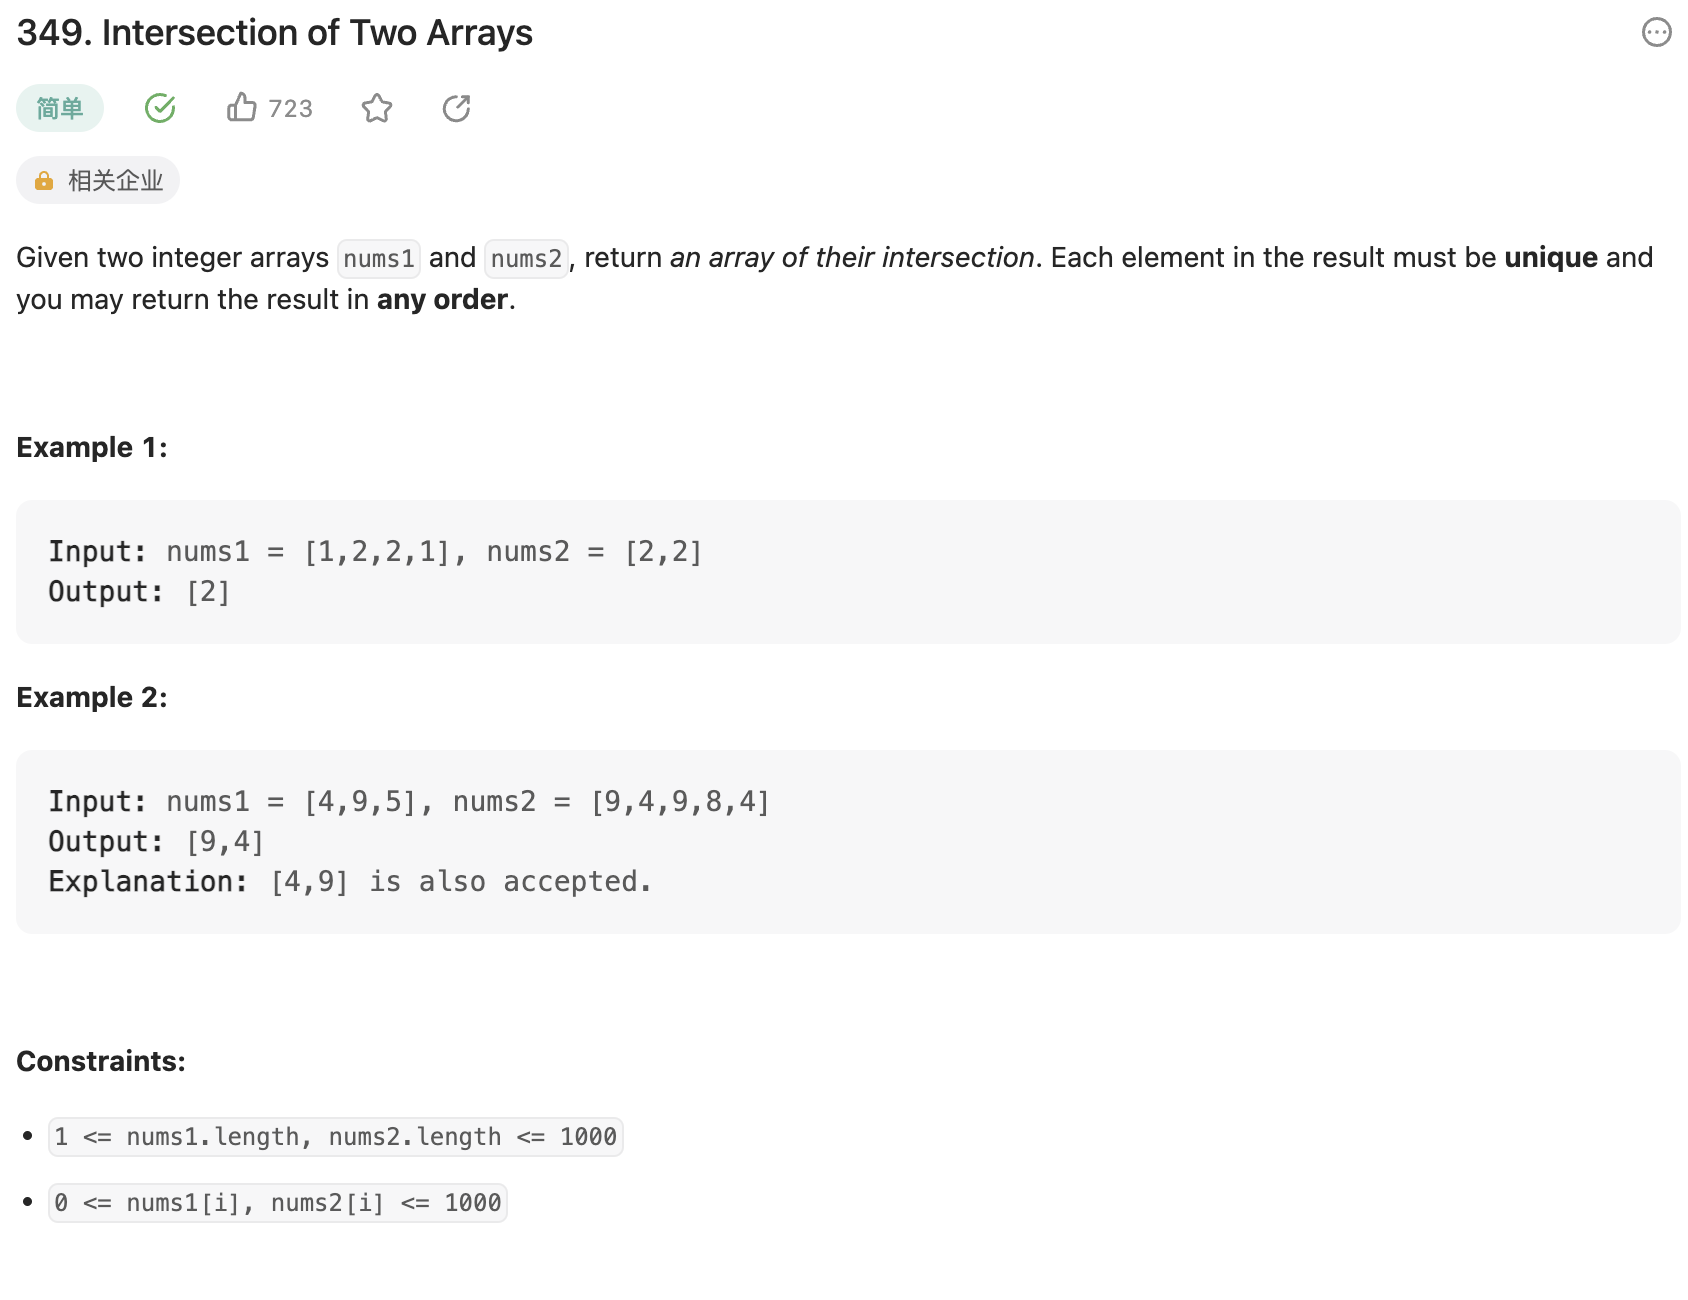 349. Intersection of Two Arrays
简单
723
相关企业
Given two integer arrays nums1 and nums2, return an array of their intersection. Each element in the result must be unique and
you may return the result in any order.
Example 1:
Input: nums1 = [1,2,2,1], nums2 = [2,2]
Output: [2]
Example 2:
Input: nums1 = [4,9,5], nums2 = [9,4,9,8,4]
Output: [9,4]
Explanation: [4,9] is also accepted.
Constraints:
• 1 <= nums1.length, nums2.length <= 1000
• 0 <= nums1[i], nums2[i] <= 1000